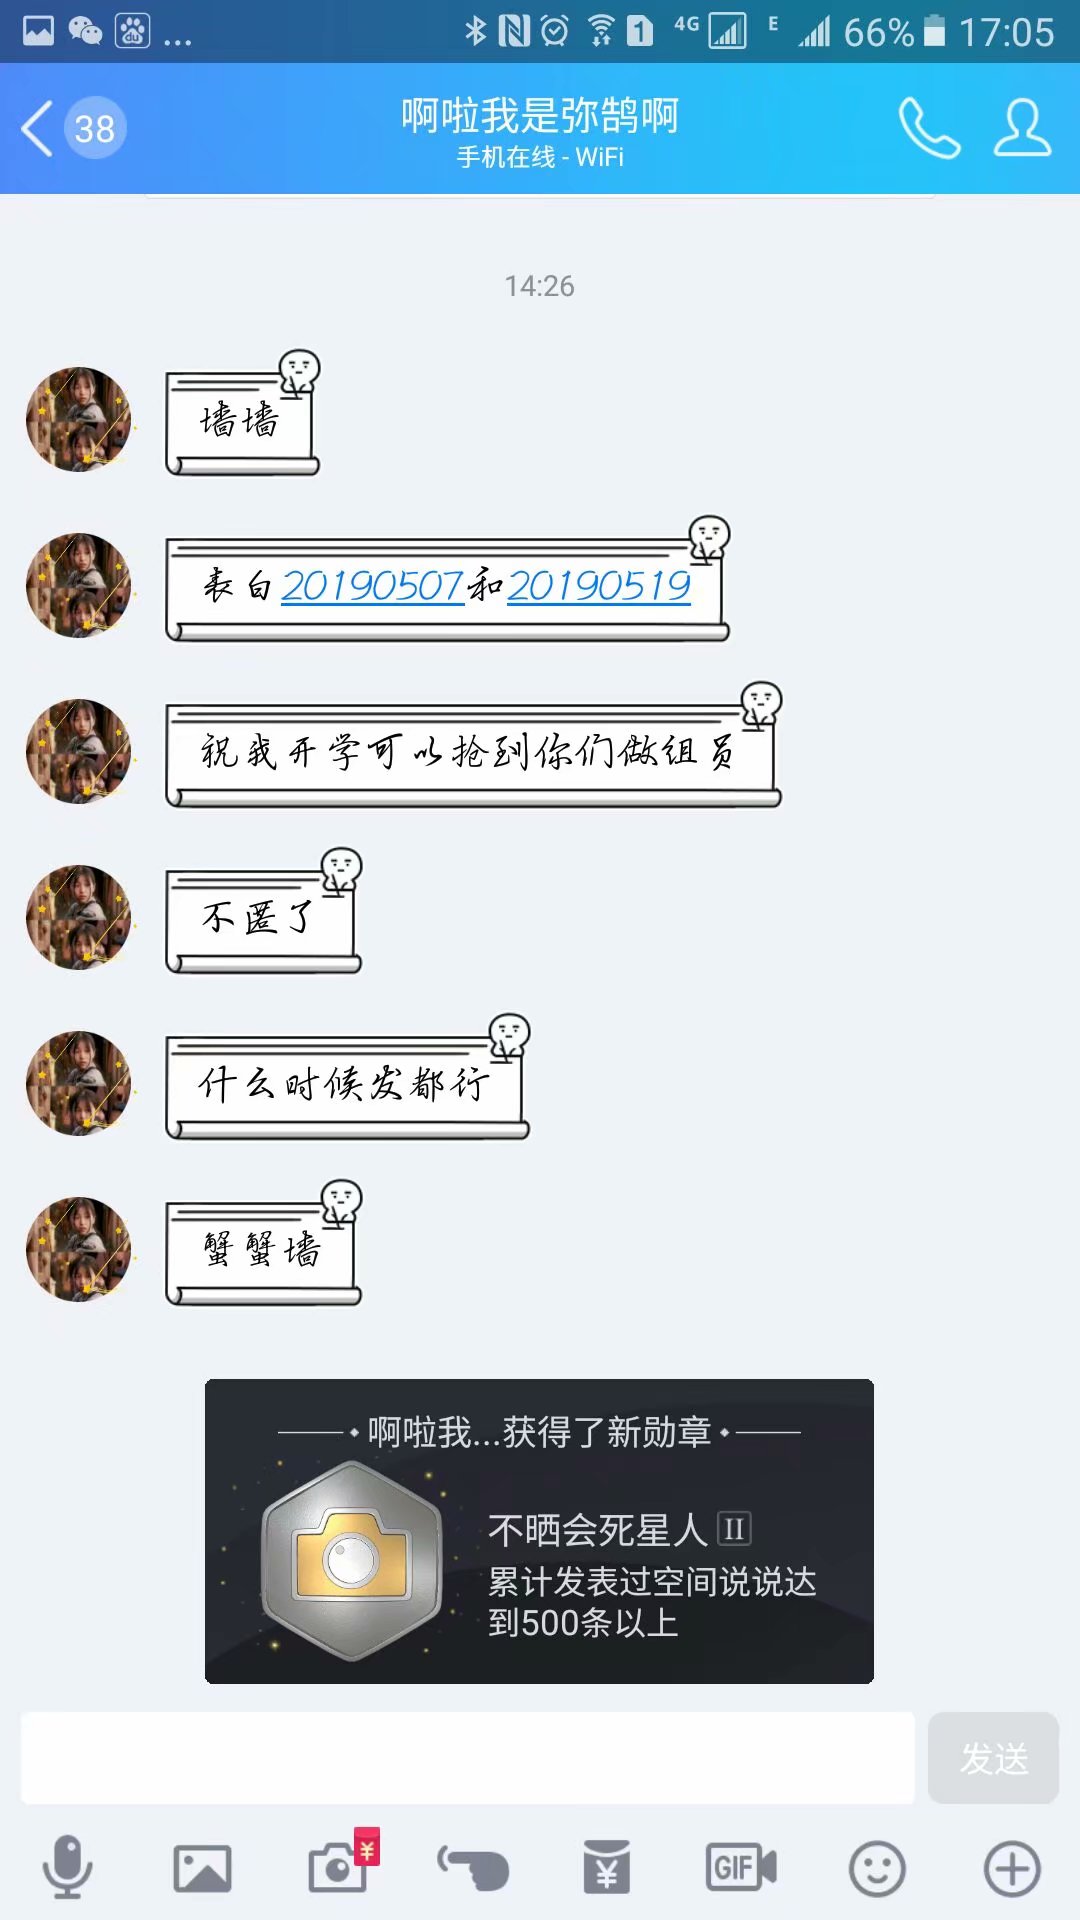 ... 1 4G E 66% 17:05
38
啊啦我是弥鹄啊
手机在线 - WiFi
14:26
墙墙
表白20190507和20190519
祝我开学可以抢到你们做组员
不匿了
什么时候发都行
蟹蟹墙
啊啦我...获得了新勋章
不晒会死星人 II
累计发表过空间说说达
到500条以上
发送
¥
¥
GIF